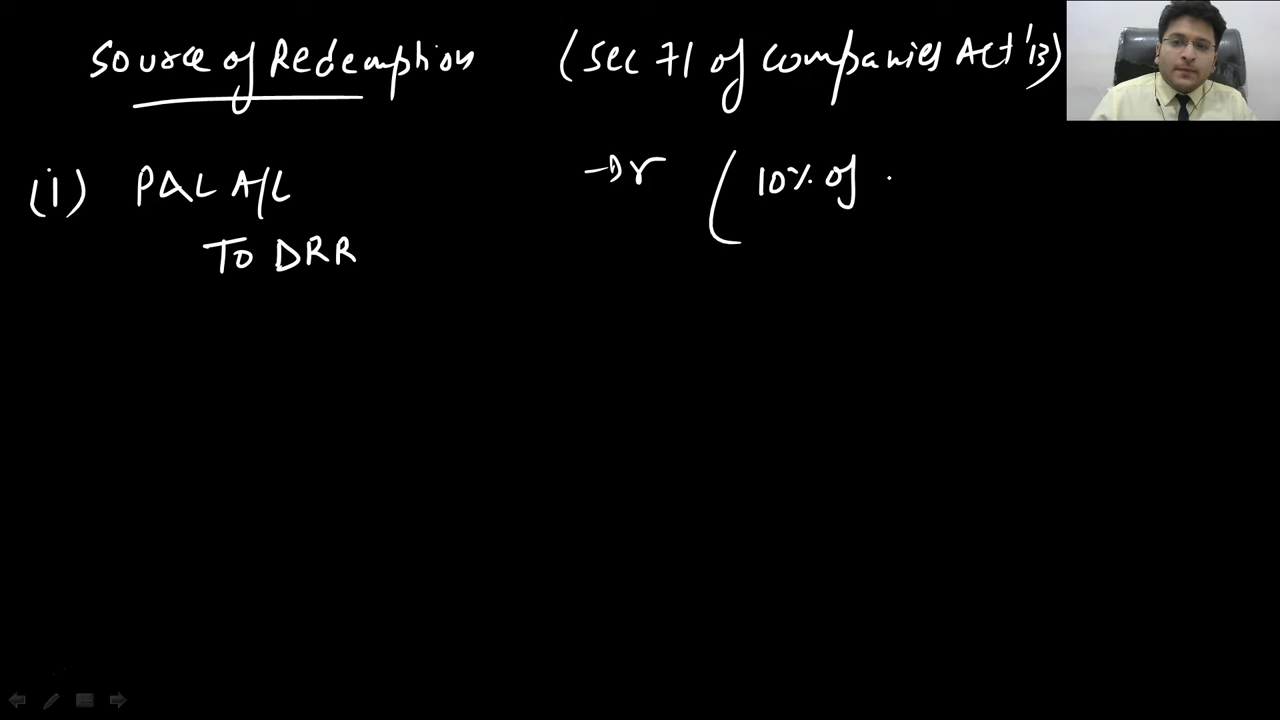 Source of Redemption (Sec 71 of Companies Act '13)
(i) P&L A/c –Dr (10% of
To DRR